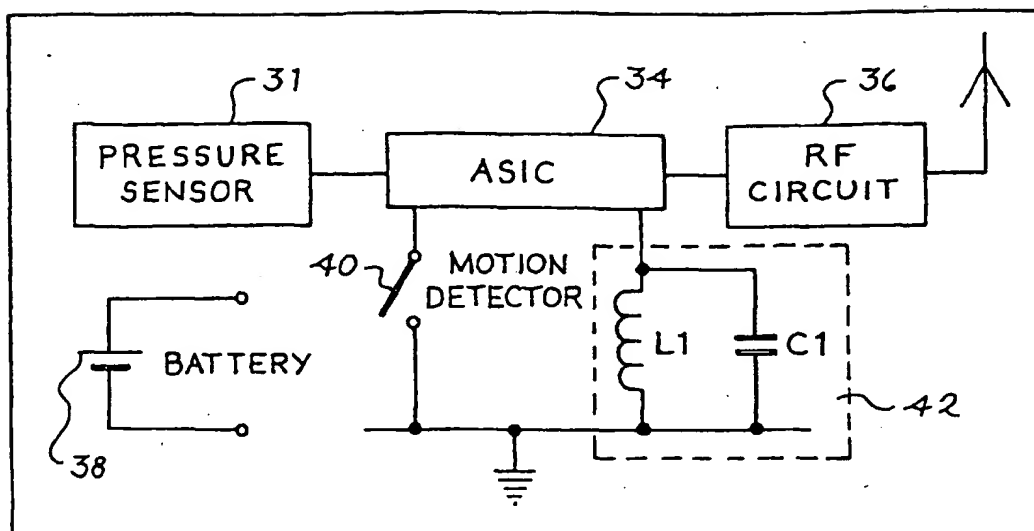 31
34
36
PRESSURE
SENSOR
ASIC
RF
CIRCUIT
40
MOTION
DETECTOR
BATTERY
L1
C1
42
38